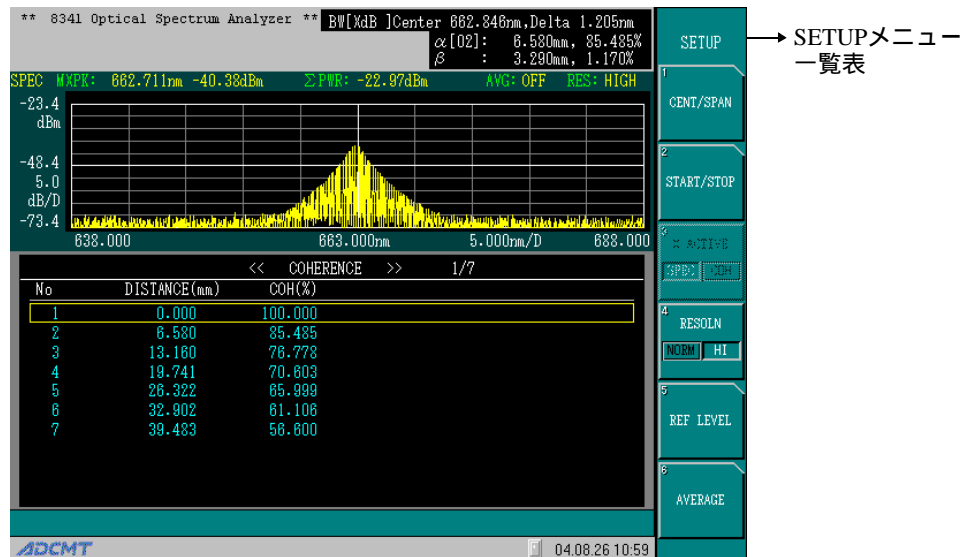 ** 8341 Optical Spectrum Analyzer **
BW[XdB ]Center 662.846nm,Delta 1.205nm
α[02]: 6.580mm, 85.485%
β : 3.290mm, 1.170%
SPEC MXPK: 662.711nm -40.38dBm ΣPWR: -22.97dBm AVG: OFF RES: HIGH
-23.4
dBm
-48.4
5.0
dB/D
-73.4
638.000 663.000nm 5.000nm/D 688.000
<< COHERENCE >> 1/7
No DISTANCE(mm) COH(%)
1 0.000 100.000
2 6.580 85.485
3 13.160 76.778
4 19.741 70.603
5 26.322 65.999
6 32.902 61.106
7 39.483 56.600
ADCMT
04.08.26 10:59
SETUP
1
CENT/SPAN
2
START/STOP
3
X ACTIVE
SPEC COH
4
RESOLN
NORM HI
5
REF LEVEL
6
AVERAGE
SETUPメニュー
一覧表